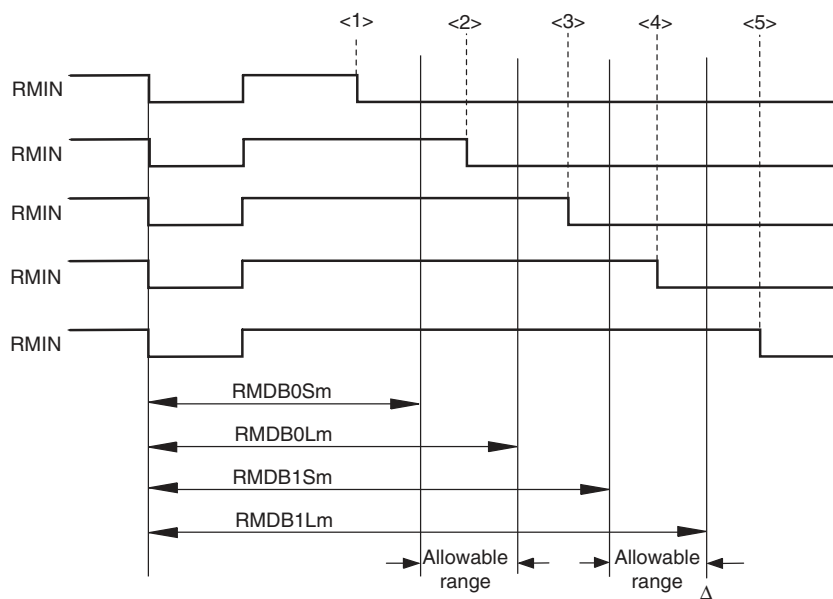 <1>
<2>
<3>
<4>
<5>
RMIN
RMIN
RMIN
RMIN
RMIN
RMDB0Sm
RMDB0Lm
RMDB1Sm
RMDB1Lm
Allowable
range
Allowable
range
Δ